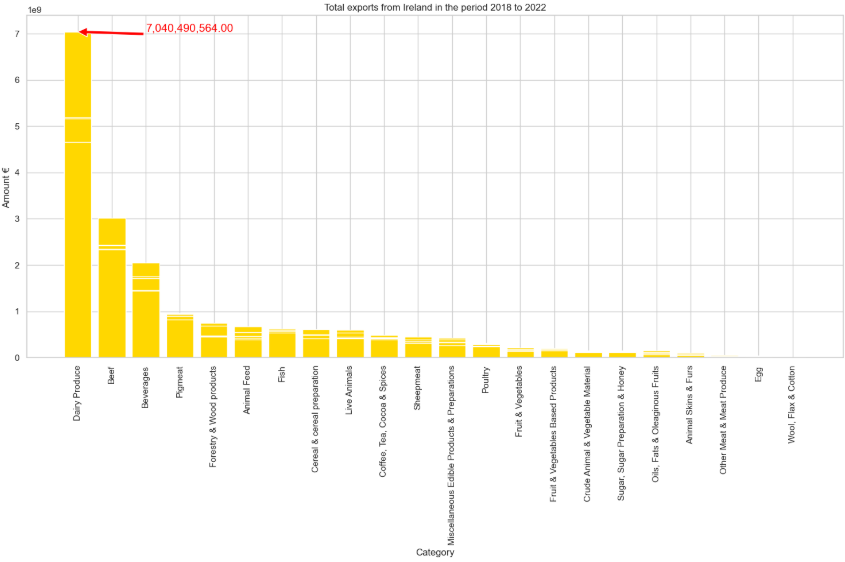 Total exports from Ireland in the period 2018 to 2022
1e9
7,040,490,564.00
7
6
5
4
3
2
1
0
Amount €
Dairy Produce
Beef
Beverages
Pigmeat
Forestry & Wood products
Animal Feed
Fish
Cereal & cereal preparation
Live Animals
Coffee, Tea, Cocoa & Spices
Sheepmeat
Miscellaneous Edible Products & Preparations
Poultry
Fruit & Vegetables
Fruit & Vegetables Based Products
Crude Animal & Vegetable Material
Sugar, Sugar Preparation & Honey
Oils, Fats & Oleaginous Fruits
Animal Skins & Furs
Other Meat & Meat Produce
Egg
Wool, Flax & Cotton
Category